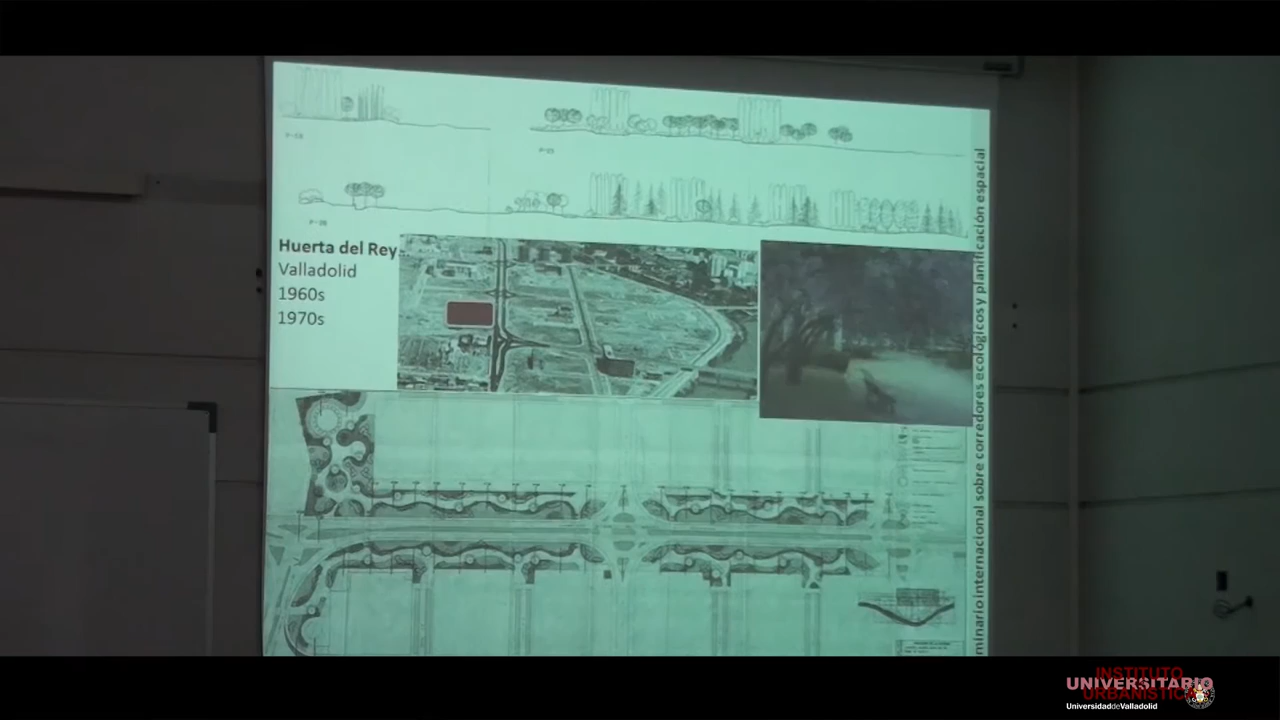 Huerta del Rey
Valladolid
1960s
1970s
minario internacional sobre corredores ecológicos y planificación espacial
INSTITUTO
UNIVERSITARIO
URBANÍSTICA
UniversidaddeValladolid